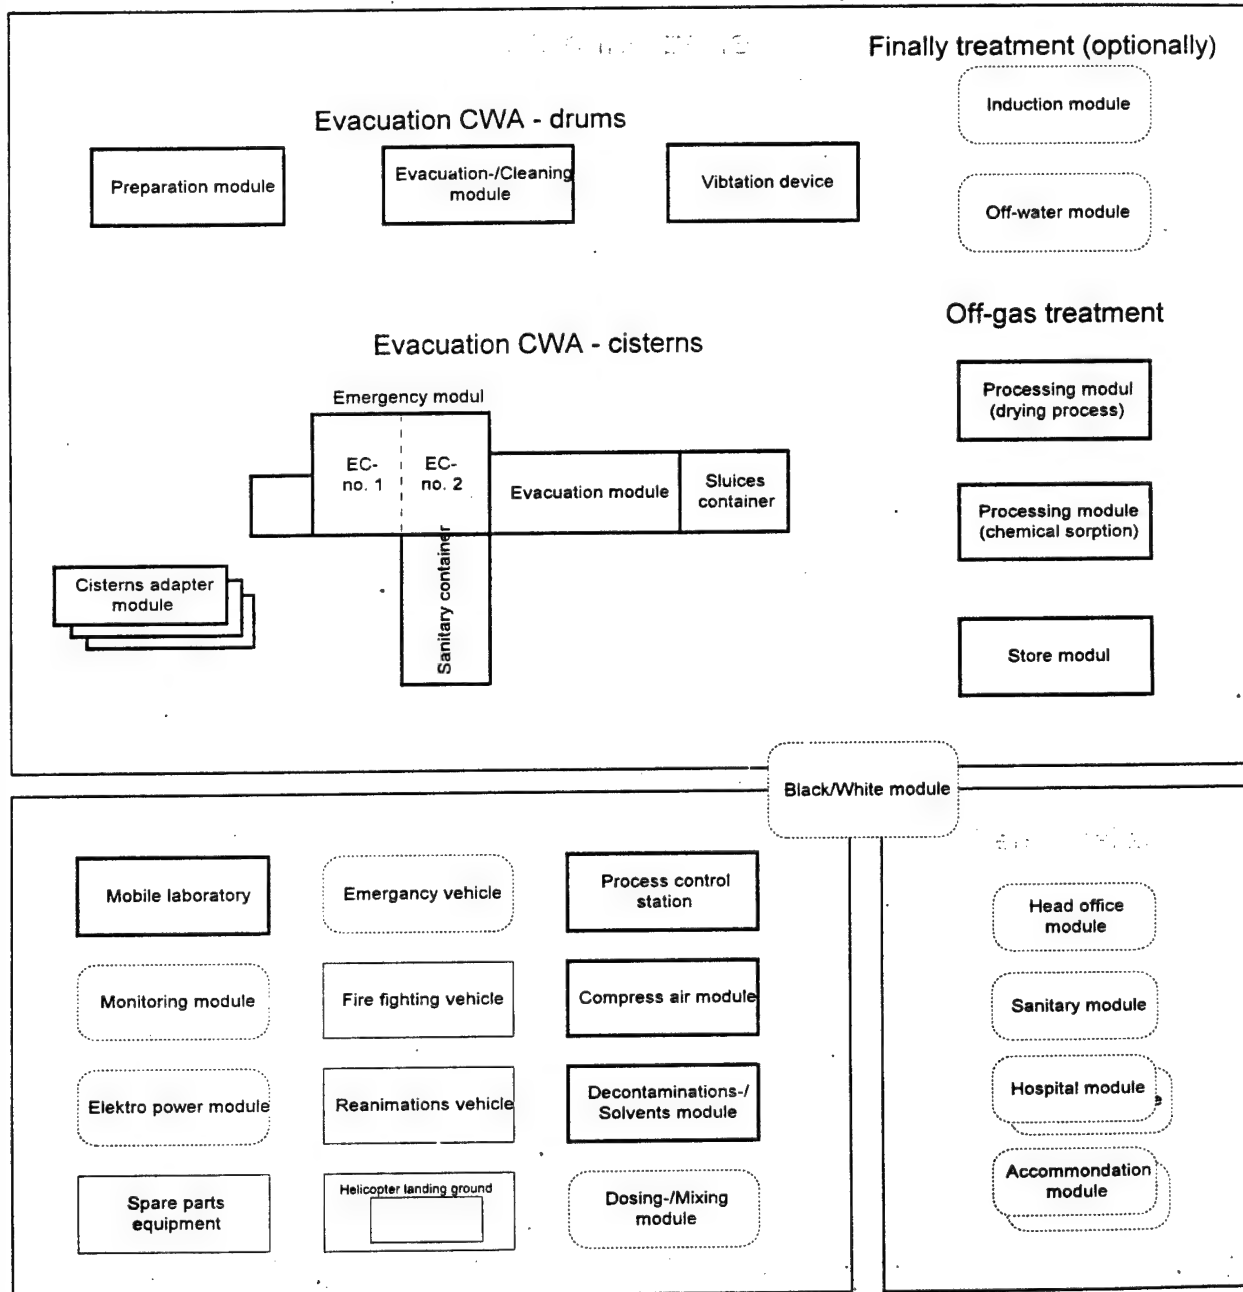 Finally treatment (optionally)
Induction module
Off-water module
Evacuation CWA - drums
Preparation module
Evacuation-/Cleaning
module
Vibtation device
Off-gas treatment
Processing modul
(drying process)
Processing module
(chemical sorption)
Store modul
Evacuation CWA - cisterns
Emergency modul
EC-
no. 1
EC-
no. 2
Evacuation module
Sluices
container
Sanitary container
Cisterns adapter
module
Black/White module
Mobile laboratory
Emergancy vehicle
Process control
station
Monitoring module
Fire fighting vehicle
Compress air module
Elektro power module
Reanimations vehicle
Decontaminations-/
Solvents module
Spare parts
equipment
Helicopter landing ground
Dosing-/Mixing
module
Head office
module
Sanitary module
Hospital module
Accommondation
module